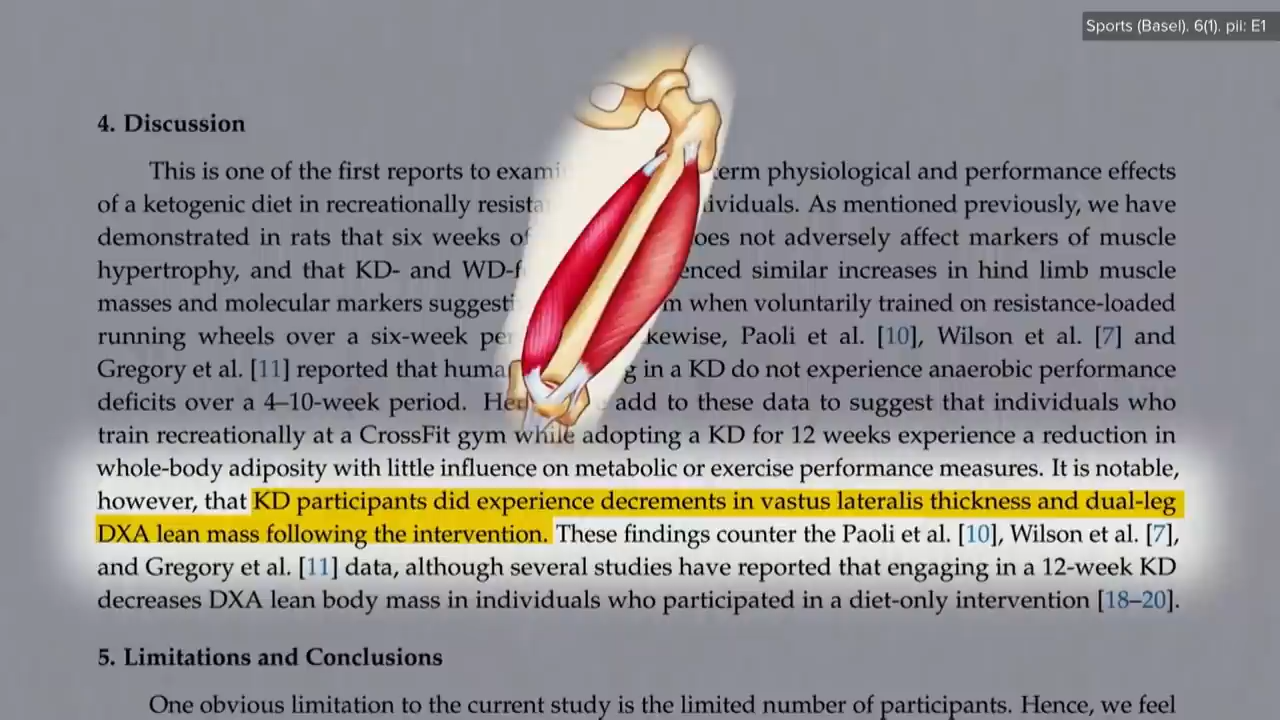 Sports (Basel). 6(1). pii: E1
4. Discussion
This is one of the first reports to exami erm physiological and performance effects
of a ketogenic diet in recreationally resista ividuals. As mentioned previously, we have
demonstrated in rats that six weeks of oes not adversely affect markers of muscle
hypertrophy, and that KD- and WD-f enced similar increases in hind limb muscle
masses and molecular markers suggesti m when voluntarily trained on resistance-loaded
running wheels over a six-week pe kewise, Paoli et al. [10], Wilson et al. [7] and
Gregory et al. [11] reported that huma g in a KD do not experience anaerobic performance
deficits over a 4–10-week period. Her add to these data to suggest that individuals who
train recreationally at a CrossFit gym while adopting a KD for 12 weeks experience a reduction in
whole-body adiposity with little influence on metabolic or exercise performance measures. It is notable,
however, that KD participants did experience decrements in vastus lateralis thickness and dual-leg
DXA lean mass following the intervention. These findings counter the Paoli et al. [10], Wilson et al. [7],
and Gregory et al. [11] data, although several studies have reported that engaging in a 12-week KD
decreases DXA lean body mass in individuals who participated in a diet-only intervention [18–20].
5. Limitations and Conclusions
One obvious limitation to the current study is the limited number of participants. Hence, we feel